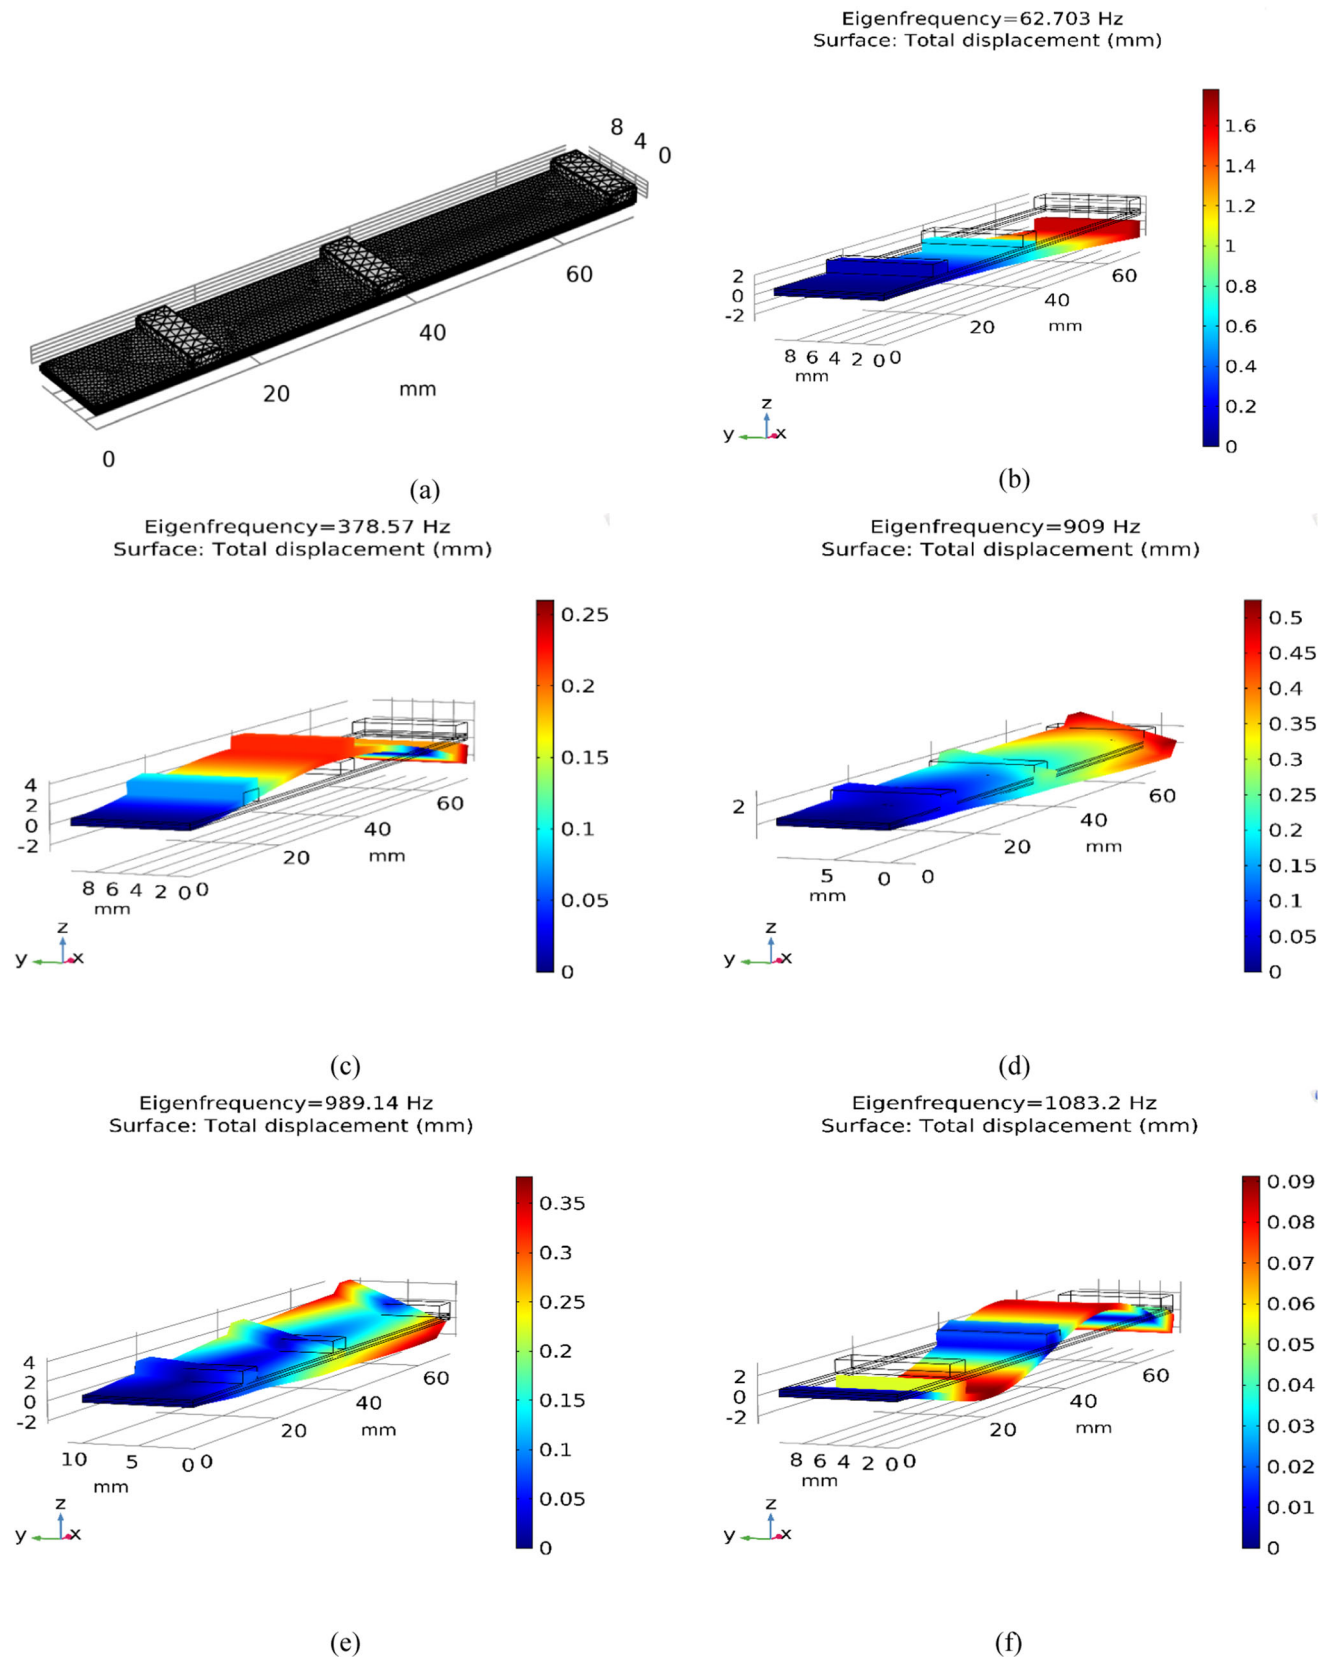 8
4
0
60
40
mm
20
0
(a)
Eigenfrequency=62.703 Hz
Surface: Total displacement (mm)
1.6
1.4
1.2
1
0.8
0.6
0.4
0.2
0
2
0
-2
60
40
mm
20
8 6 4 2 0 0
mm
z
y x
(b)
Eigenfrequency=378.57 Hz
Surface: Total displacement (mm)
0.25
0.2
0.15
0.1
0.05
0
4
2
0
-2
60
40
mm
20
8 6 4 2 0 0
mm
z
y x
(c)
Eigenfrequency=909 Hz
Surface: Total displacement (mm)
0.5
0.45
0.4
0.35
0.3
0.25
0.2
0.15
0.1
0.05
0
2
60
40
20 mm
5 0 0
mm
z
y x
(d)
Eigenfrequency=989.14 Hz
Surface: Total displacement (mm)
0.35
0.3
0.25
0.2
0.15
0.1
0.05
0
4
2
0
-2
60
40
20 mm
10 5 0 0
mm
z
y x
(e)
Eigenfrequency=1083.2 Hz
Surface: Total displacement (mm)
0.09
0.08
0.07
0.06
0.05
0.04
0.03
0.02
0.01
0
2
0
-2
60
40
mm
20
8 6 4 2 0 0
mm
z
y x
(f)